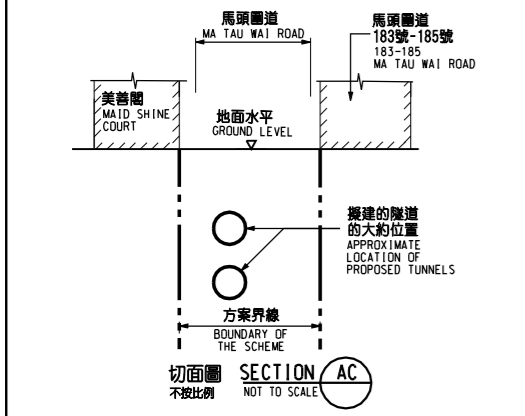 馬頭圍道
MA TAU WAI ROAD
馬頭圍道
183號-185號
183-185
MA TAU WAI ROAD
美善閣
MAID SHINE
COURT
地面水平
GROUND LEVEL
擬建的隧道
的大約位置
APPROXIMATE
LOCATION OF
PROPOSED TUNNELS
方案界線
BOUNDARY OF
THE SCHEME
切面圖 SECTION AC
不按比例 NOT TO SCALE